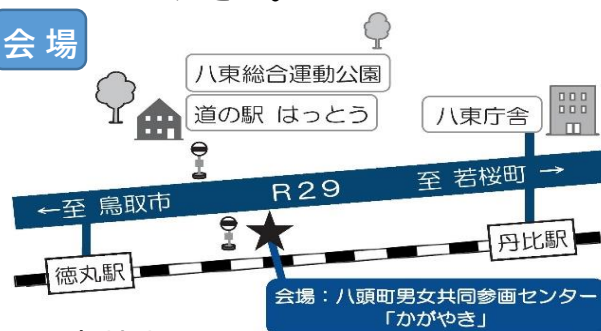 会場
八東総合運動公園
道の駅 はっとう
八東庁舎
←至 鳥取市
R29
至 若桜町→
徳丸駅
丹比駅
会場：八頭町男女共同参画センター
「かがやき」